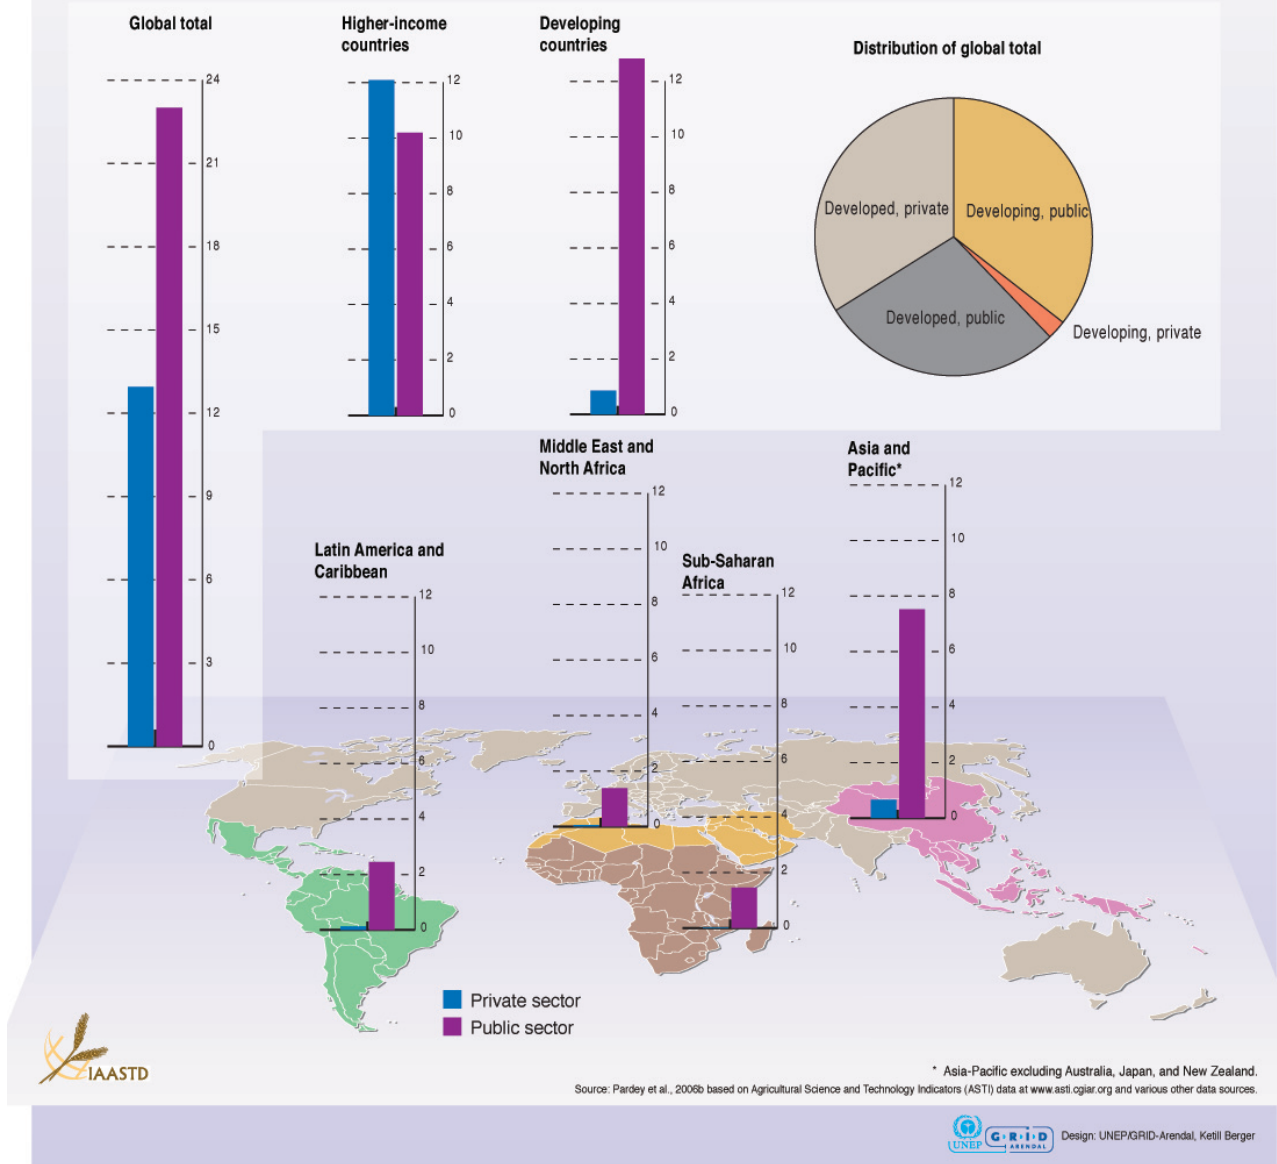 Global total
24
18
15
12
9
6
3
0
Higher-income
countries
12
10
8
6
4
2
0
Developing
countries
12
10
8
6
4
2
0
Distribution of global total
Developed, private
Developing, public
Developed, public
Developing, private
Latin America and
Caribbean
12
10
8
6
4
2
0
Middle East and
North Africa
12
10
8
6
4
2
0
Sub-Saharan
Africa
12
10
8
6
4
2
0
Asia and
Pacific*
12
10
8
6
4
2
0
Private sector
Public sector
IAASTD
* Asia-Pacific excluding Australia, Japan, and New Zealand.
Source: Pardey et al., 2006b based on Agricultural Science and Technology Indicators (ASTI) data at www.asti.cgiar.org and various other data sources.
UNEP
G R I D
ARENDAL
Design: UNEP/GRID-Arendal, Ketill Berger